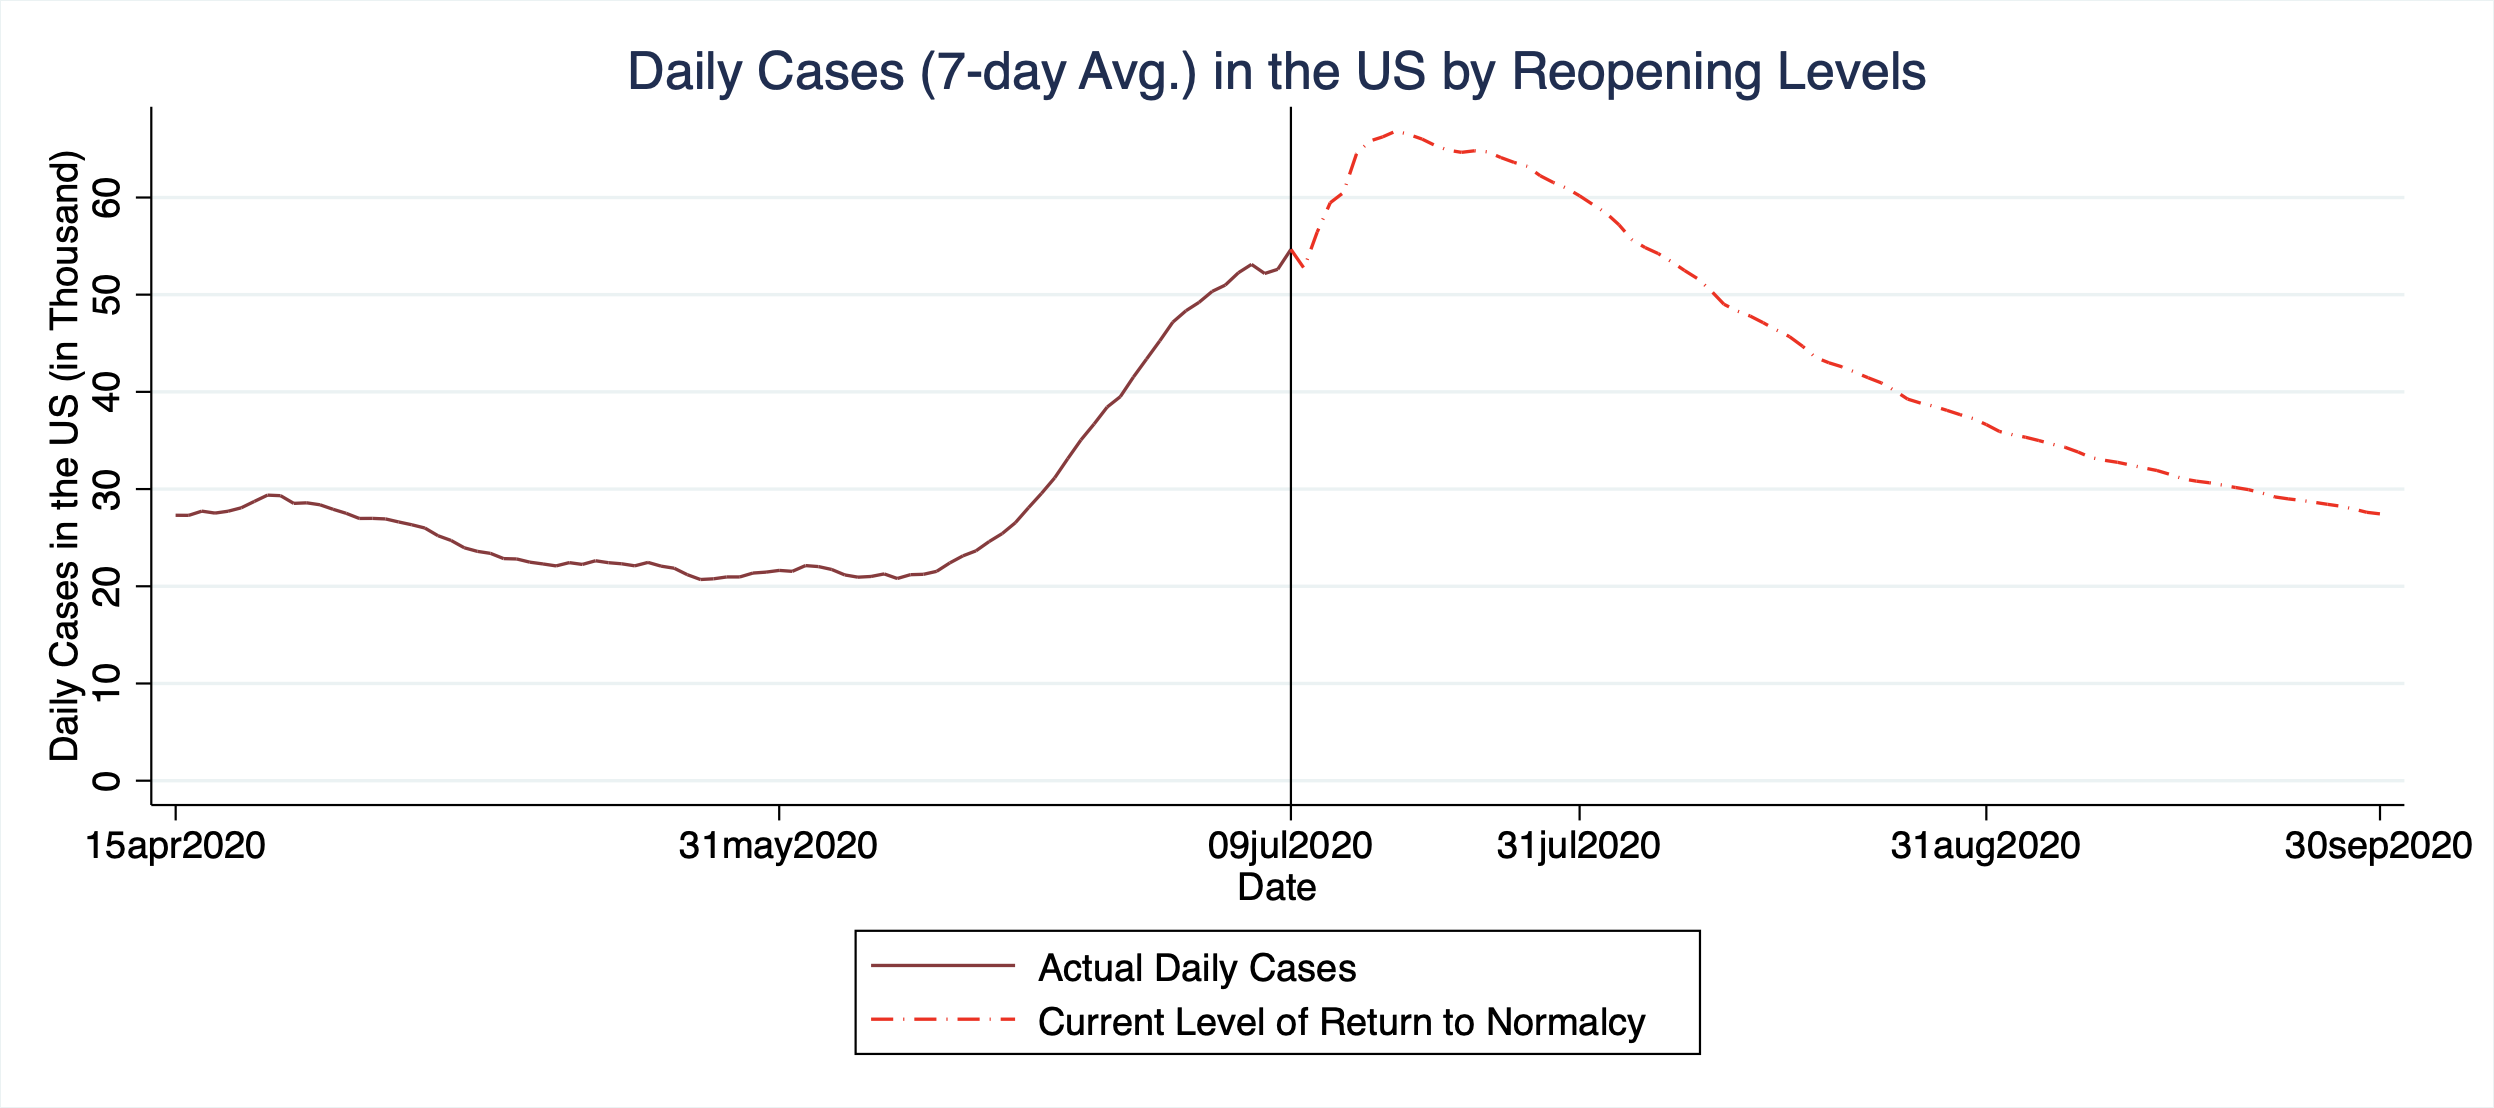 Daily Cases (7-day Avg.) in the US by Reopening Levels
Daily Cases in the US (in Thousand)
60
50
40
30
20
10
0
15apr2020 31may2020 09jul2020 31jul2020 31aug2020 30sep2020
Date
Actual Daily Cases
Current Level of Return to Normalcy